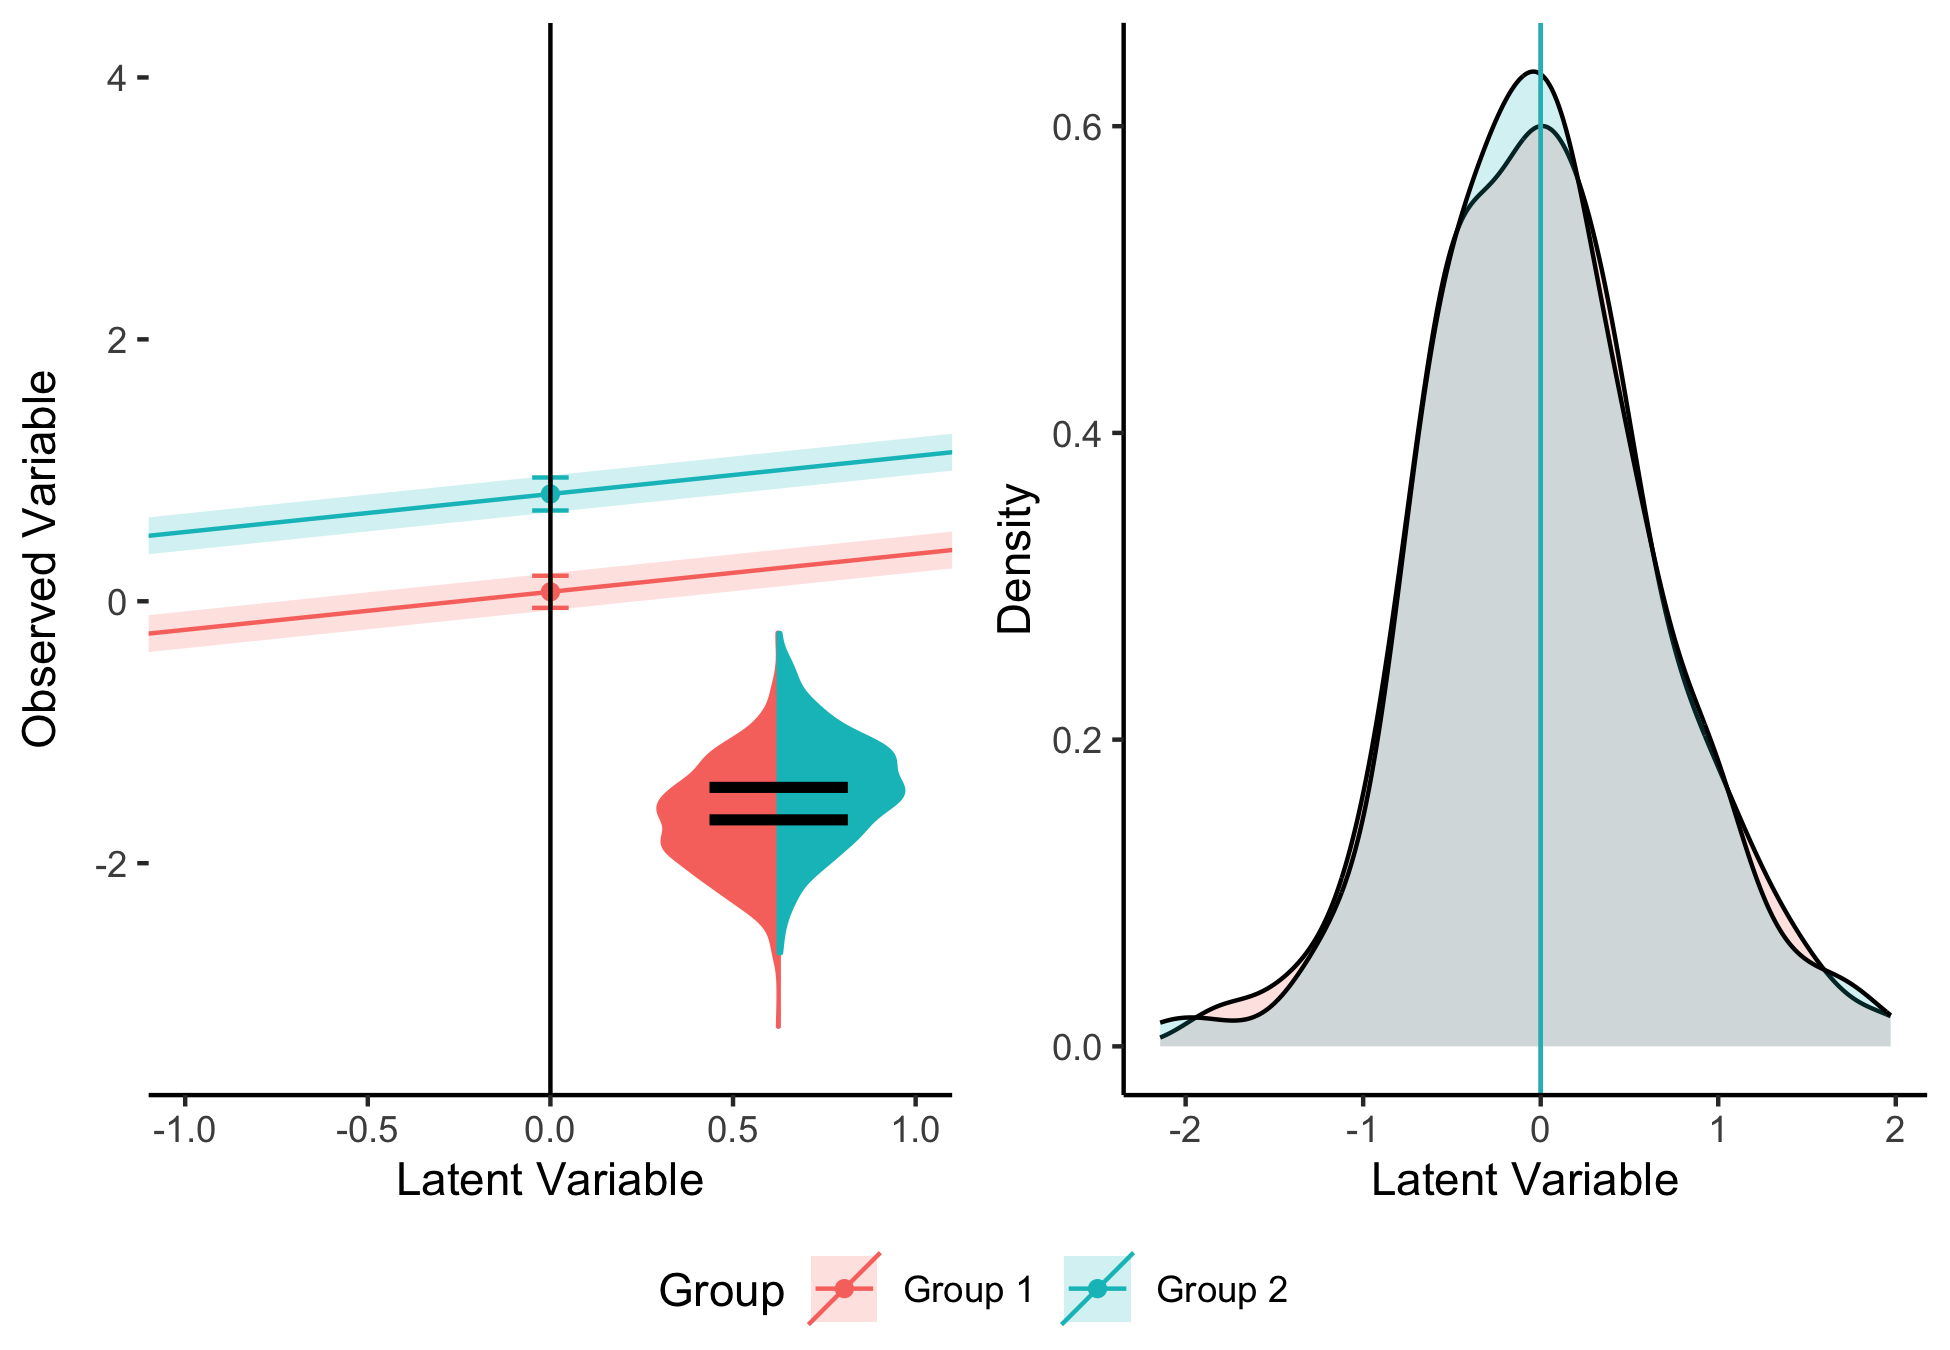 Observed Variable
4
2
0
-2
-1.0 -0.5 0.0 0.5 1.0
Latent Variable
Density
0.6
0.4
0.2
0.0
-2 -1 0 1 2
Latent Variable
Group Group 1 Group 2